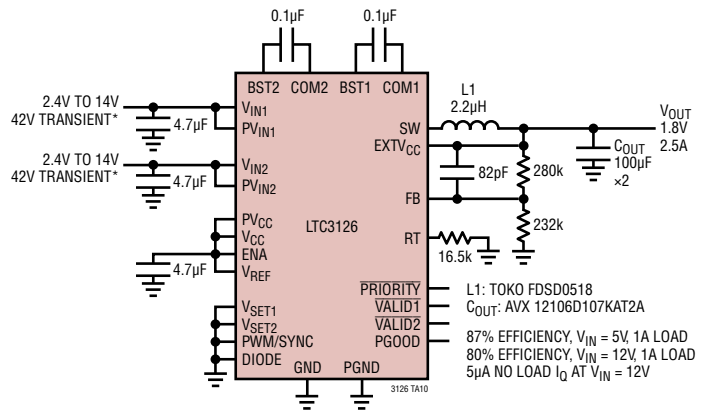 0.1µF 0.1µF
BST2 COM2 BST1 COM1
2.4V TO 14V
42V TRANSIENT*
4.7µF
VIN1
PVIN1
2.4V TO 14V
42V TRANSIENT*
4.7µF
VIN2
PVIN2
PVCC
VCC
ENA
VREF
4.7µF
VSET1
VSET2
PWM/SYNC
DIODE
LTC3126
GND PGND
SW
EXTVCC
FB
RT
PRIORITY
VALID1
VALID2
PGOOD
L1
2.2µH
82pF
280k
232k
16.5k
VOUT
1.8V
2.5A
COUT
100µF
×2
L1: TOKO FDSD0518
COUT: AVX 12106D107KAT2A
87% EFFICIENCY, VIN = 5V, 1A LOAD
80% EFFICIENCY, VIN = 12V, 1A LOAD
5µA NO LOAD IQ AT VIN = 12V
3126 TA10